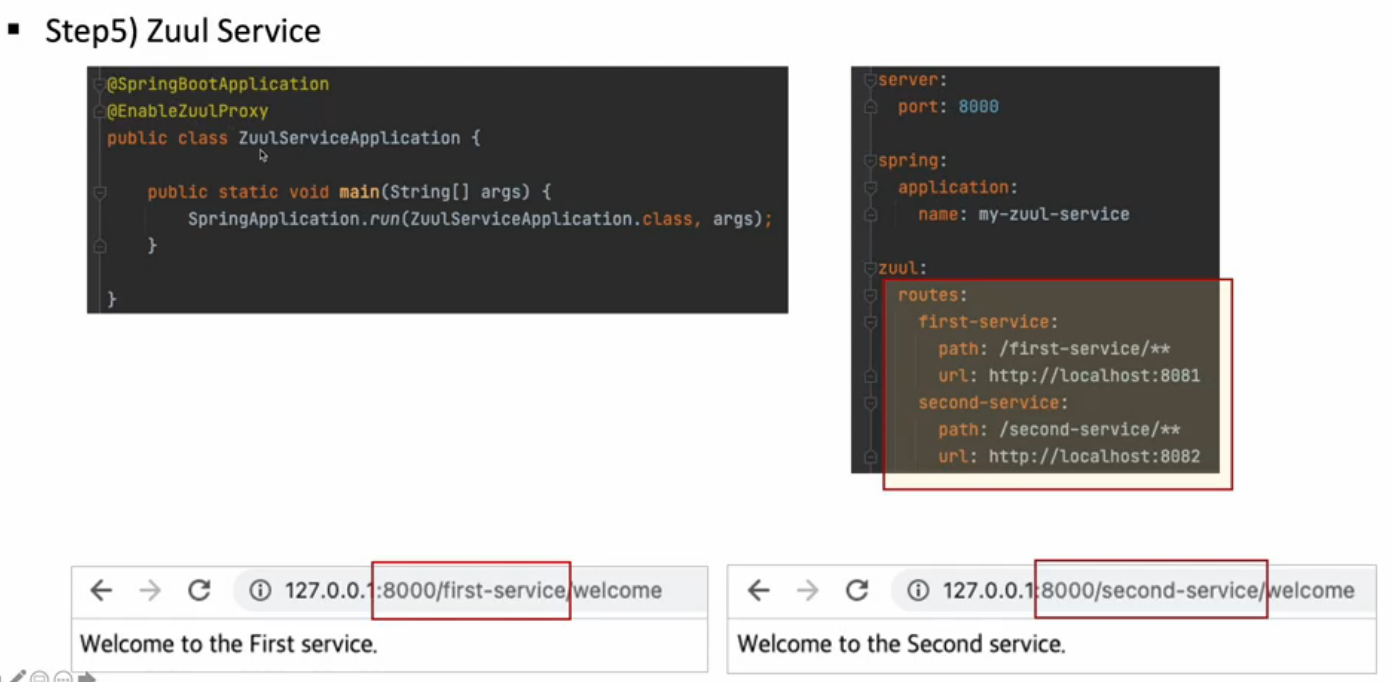 ▪ Step5) Zuul Service
@SpringBootApplication
@EnableZuulProxy
public class ZuulServiceApplication {
public static void main(String[] args) {
SpringApplication.run(ZuulServiceApplication.class, args);
}
}
server:
port: 8000
spring:
application:
name: my-zuul-service
zuul:
routes:
first-service:
path: /first-service/**
url: http://localhost:8081
second-service:
path: /second-service/**
url: http://localhost:8082
127.0.0.1:8000/first-service/welcome
Welcome to the First service.
127.0.0.1:8000/second-service/welcome
Welcome to the Second service.